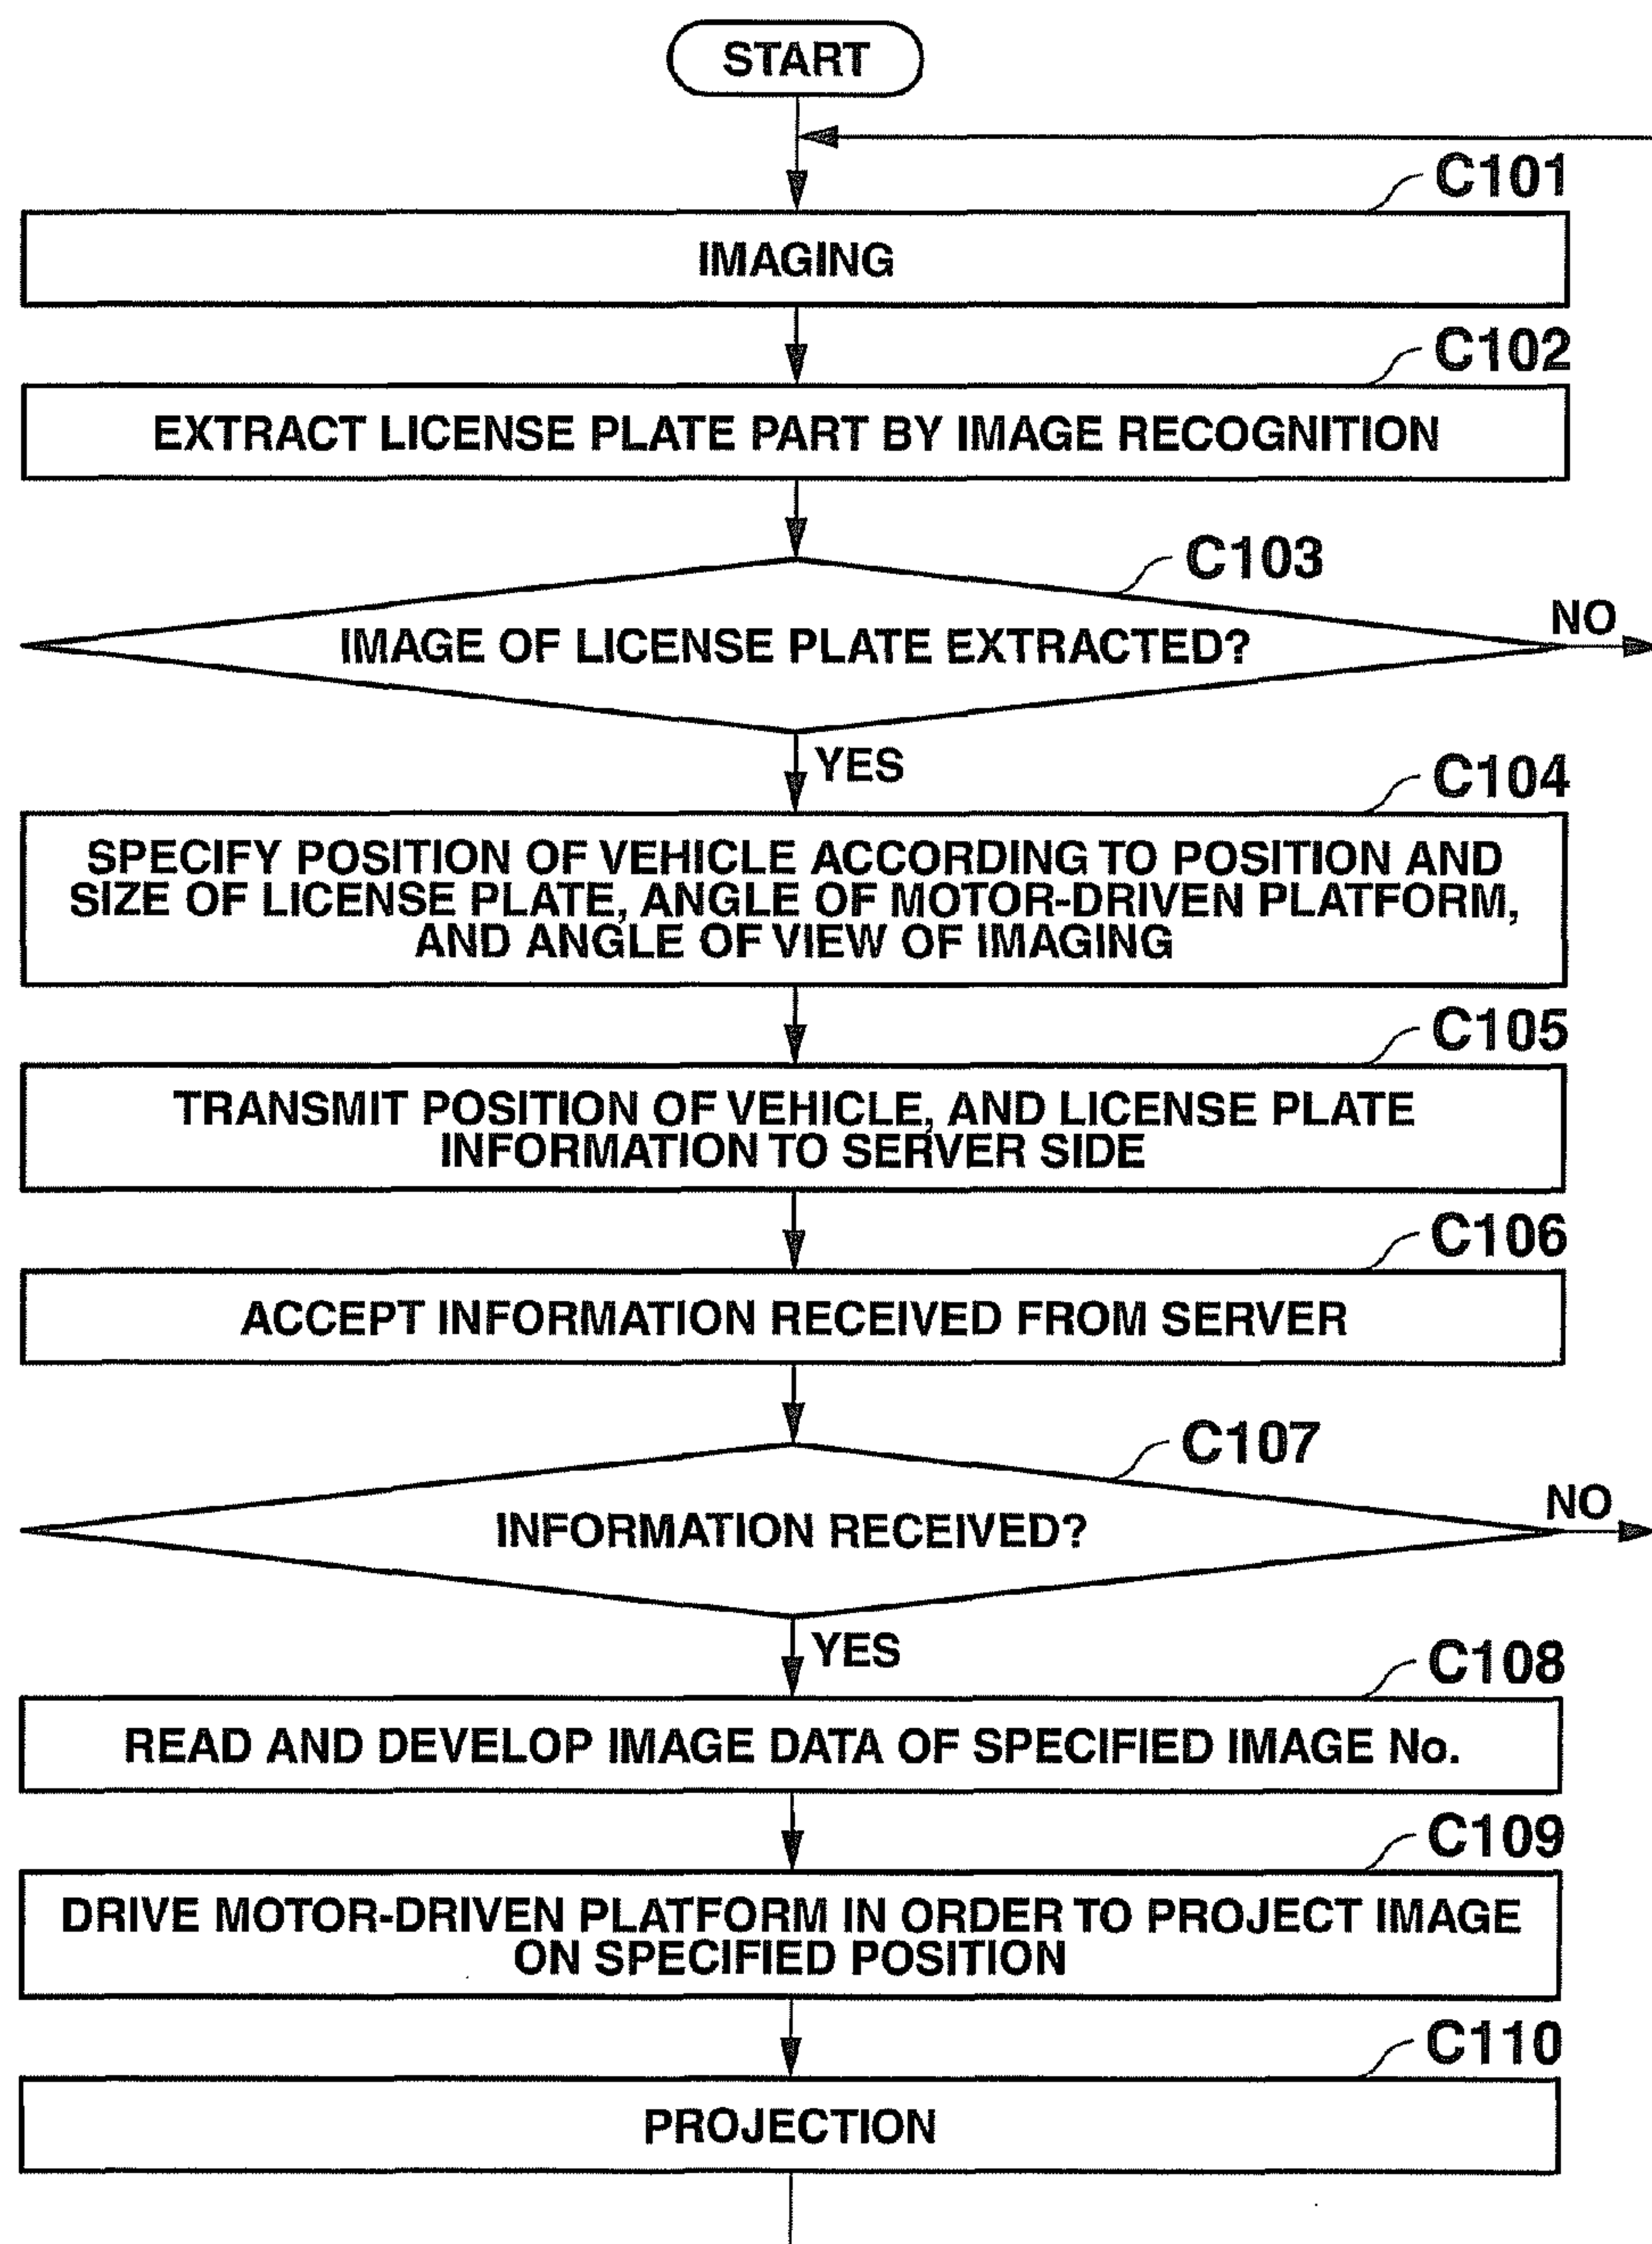 START
C101
IMAGING
C102
EXTRACT LICENSE PLATE PART BY IMAGE RECOGNITION
C103
IMAGE OF LICENSE PLATE EXTRACTED?
NO
YES
C104
SPECIFY POSITION OF VEHICLE ACCORDING TO POSITION AND
SIZE OF LICENSE PLATE, ANGLE OF MOTOR-DRIVEN PLATFORM,
AND ANGLE OF VIEW OF IMAGING
C105
TRANSMIT POSITION OF VEHICLE, AND LICENSE PLATE
INFORMATION TO SERVER SIDE
C106
ACCEPT INFORMATION RECEIVED FROM SERVER
C107
INFORMATION RECEIVED?
NO
YES
C108
READ AND DEVELOP IMAGE DATA OF SPECIFIED IMAGE No.
C109
DRIVE MOTOR-DRIVEN PLATFORM IN ORDER TO PROJECT IMAGE
ON SPECIFIED POSITION
C110
PROJECTION